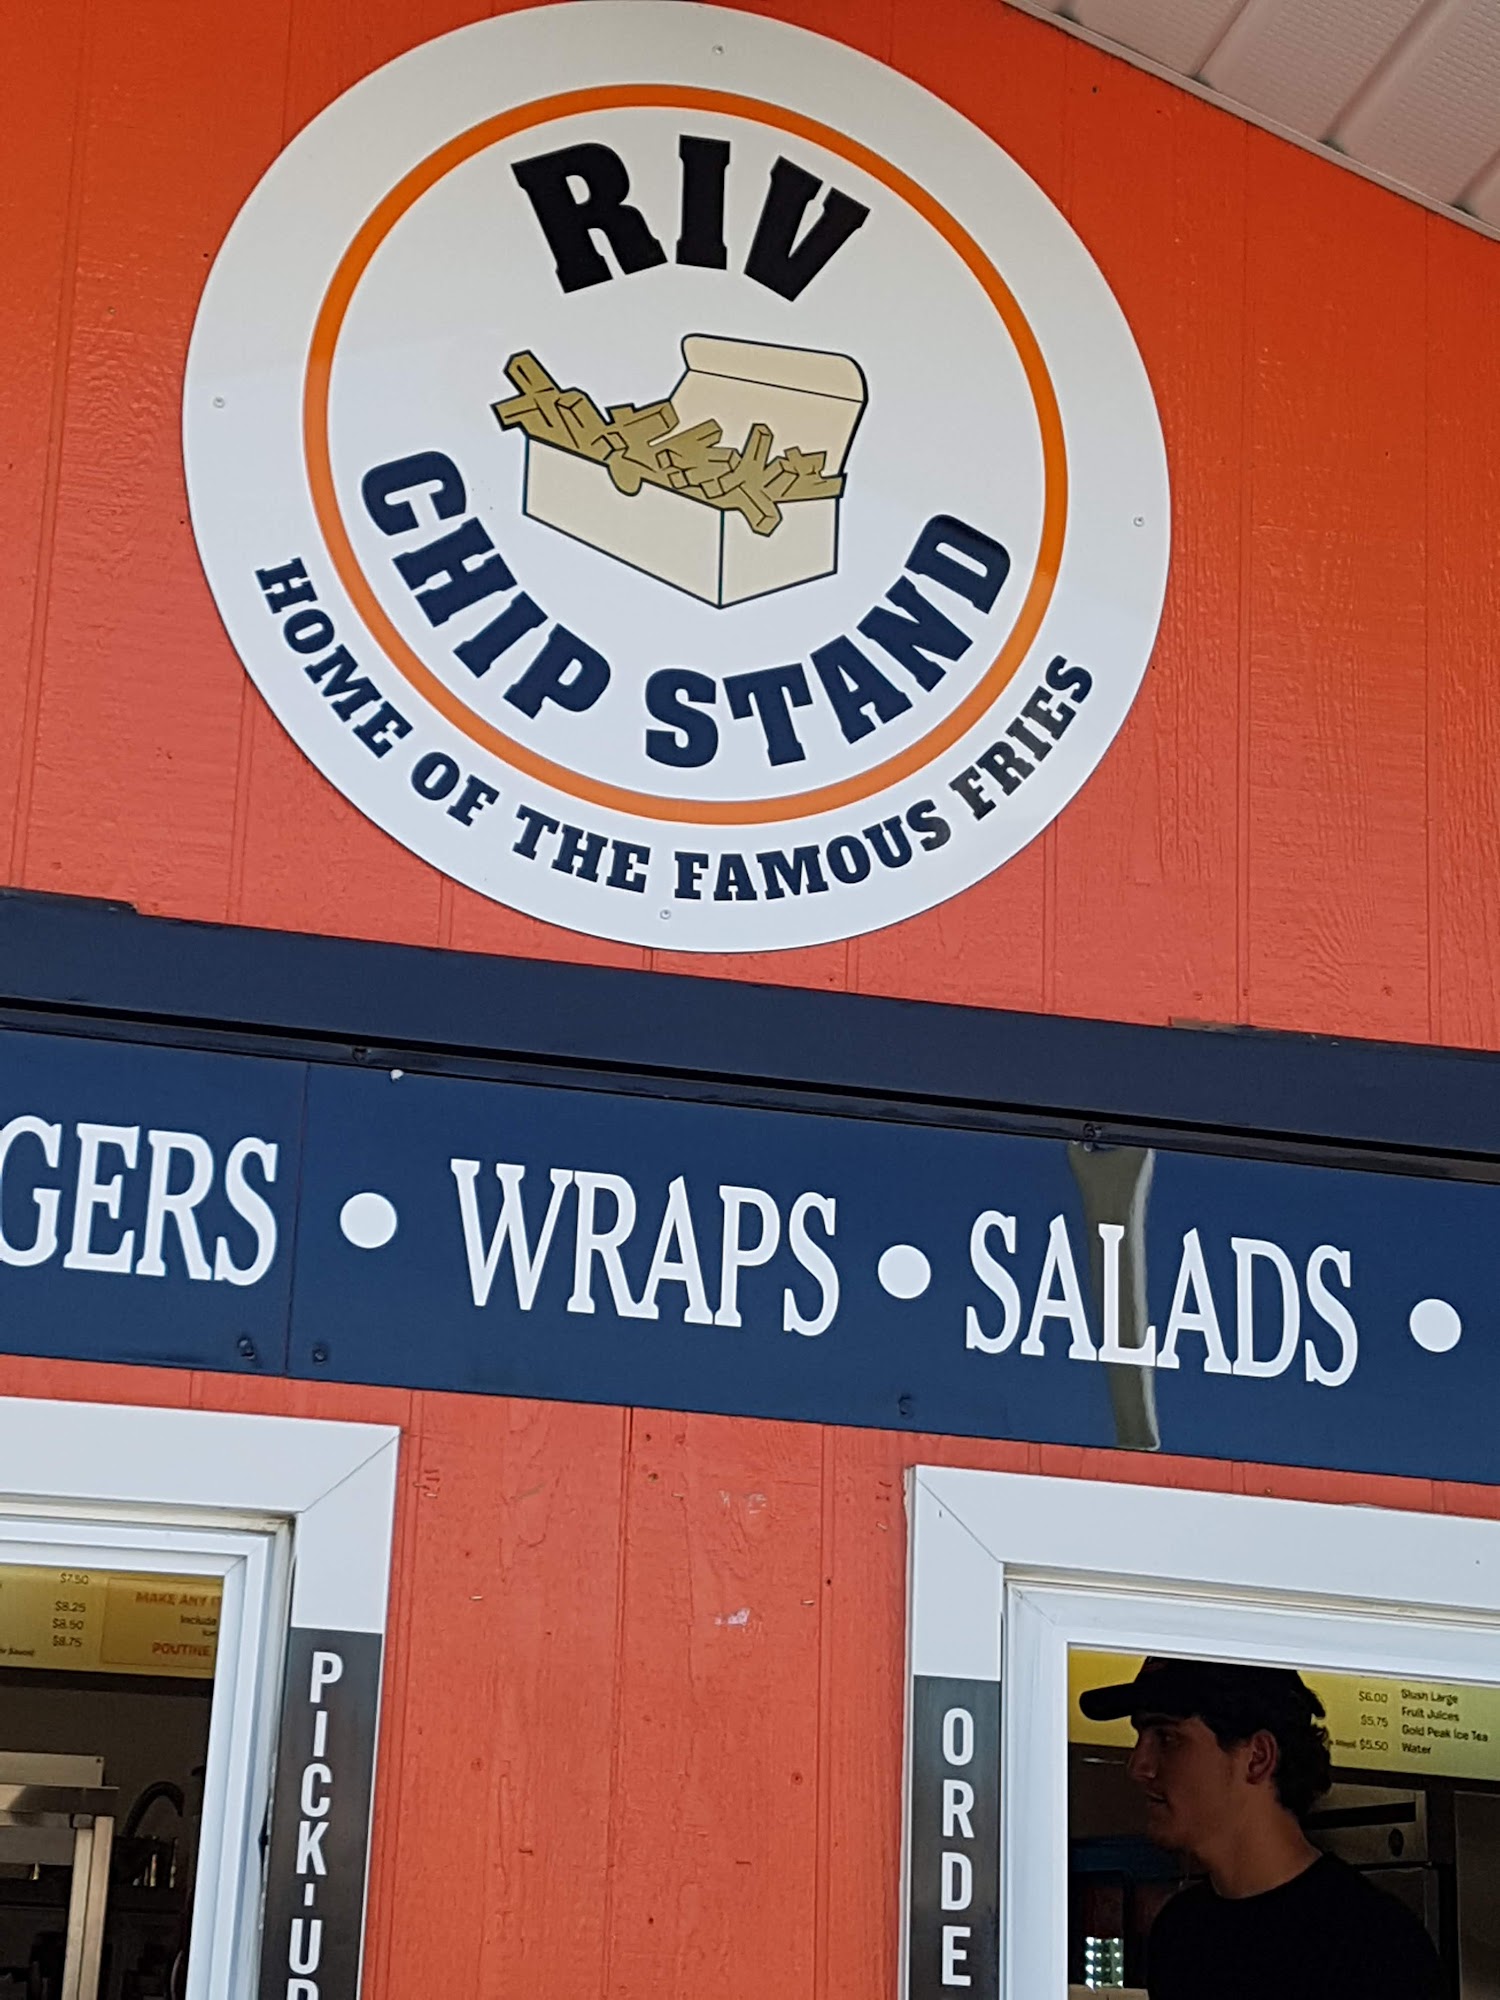 RIV
CHIP STAND
HOME OF THE FAMOUS FRIES
GERS • WRAPS • SALADS •
$7.50
$8.25
$8.50
$8.75
MAKE ANY
Include
POUTINE
PICK-UP
ORDE
$6.00 Slush Large
$5.75 Fruit Juices
Gold Peak Ice Tea
$5.50 Water